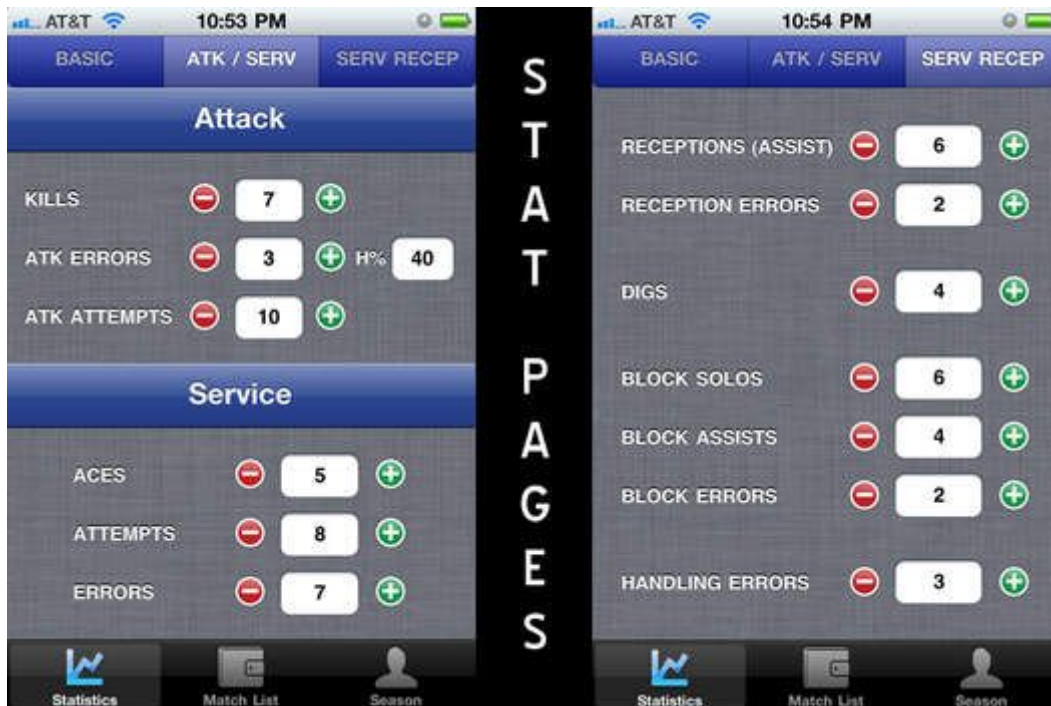 AT&T 10:53 PM
BASIC ATK / SERV SERV RECEP
Attack
KILLS 7
ATK ERRORS 3 H% 40
ATK ATTEMPTS 10
Service
ACES 5
ATTEMPTS 8
ERRORS 7
Statistics Match List Season
STAT PAGES
AT&T 10:54 PM
BASIC ATK / SERV SERV RECEP
RECEPTIONS (ASSIST) 6
RECEPTION ERRORS 2
DIGS 4
BLOCK SOLOS 6
BLOCK ASSISTS 4
BLOCK ERRORS 2
HANDLING ERRORS 3
Statistics Match List Season